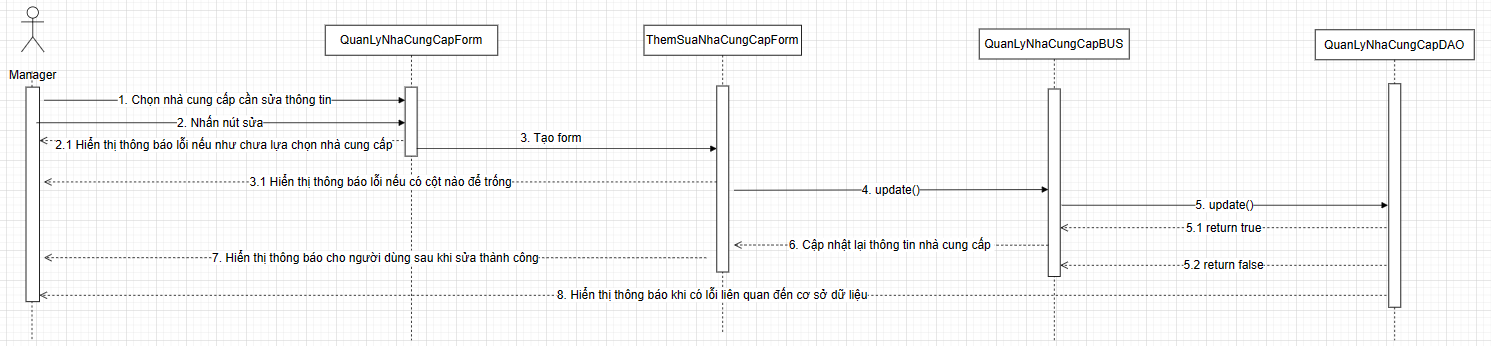 Manager
QuanLyNhaCungCapForm
ThemSuaNhaCungCapForm
QuanLyNhaCungCapBUS
QuanLyNhaCungCapDAO
1. Chọn nhà cung cấp cần sửa thông tin
2. Nhấn nút sửa
2.1 Hiển thị thông báo lỗi nếu như chưa lựa chọn nhà cung cấp
3. Tạo form
3.1 Hiển thị thông báo lỗi nếu có cột nào để trống
4. update()
5. update()
5.1 return true
6. Cập nhật lại thông tin nhà cung cấp
7. Hiển thị thông báo cho người dùng sau khi sửa thành công
5.2 return false
8. Hiển thị thông báo khi có lỗi liên quan đến cơ sở dữ liệu